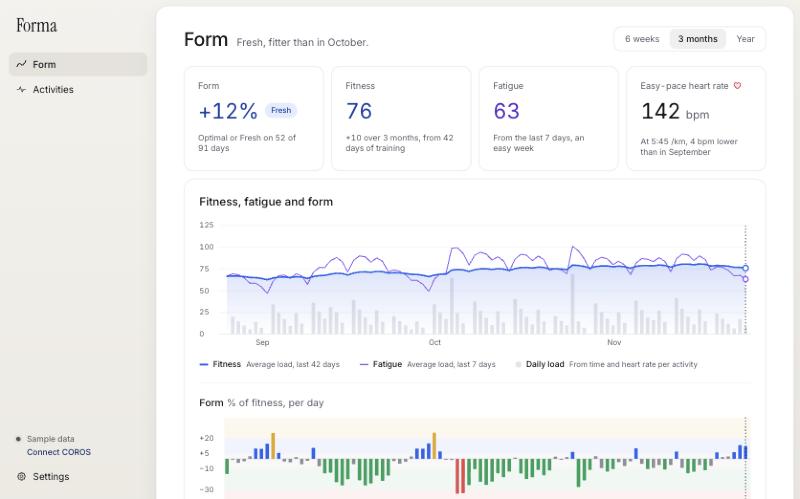 Forma
Form
Activities
Sample data
Connect COROS
Settings
Form Fresh, fitter than in October.
6 weeks 3 months Year
Form
+12% Fresh
Optimal or Fresh on 52 of
91 days
Fitness
76
+10 over 3 months, from 42
days of training
Fatigue
63
From the last 7 days, an
easy week
Easy-pace heart rate
142 bpm
At 5:45 /km, 4 bpm lower
than in September
Fitness, fatigue and form
125
100
75
50
25
0
Sep Oct Nov
Fitness Average load, last 42 days Fatigue Average load, last 7 days Daily load From time and heart rate per activity
Form % of fitness, per day
+20
+5
−10
−30